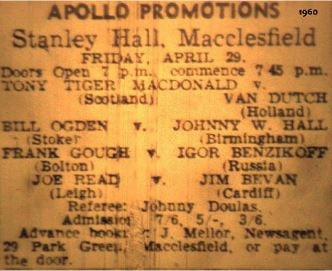 1960
APOLLO PROMOTIONS
Stanley Hall, Macclesfield
FRIDAY, APRIL 29.
Doors Open 7 p.m. commence 7 45 p.m.
TONY TIGER MACDONALD v.
(Scotland) VAN DUTCH
(Holland)
BILL OGDEN v. JOHNNY W. HALL
(Stoke) (Birmingham)
FRANK GOUGH v. IGOR BENZIKOFF
(Bolton) (Russia)
JOE READ v. JIM BEVAN
(Leigh) (Cardiff)
Referee: Johnny Doulas.
Admission 7/6, 5/-, 3/6.
Advance booking: J. Mellor, Newsagent,
29 Park Green, Macclesfield, or pay at
the door.